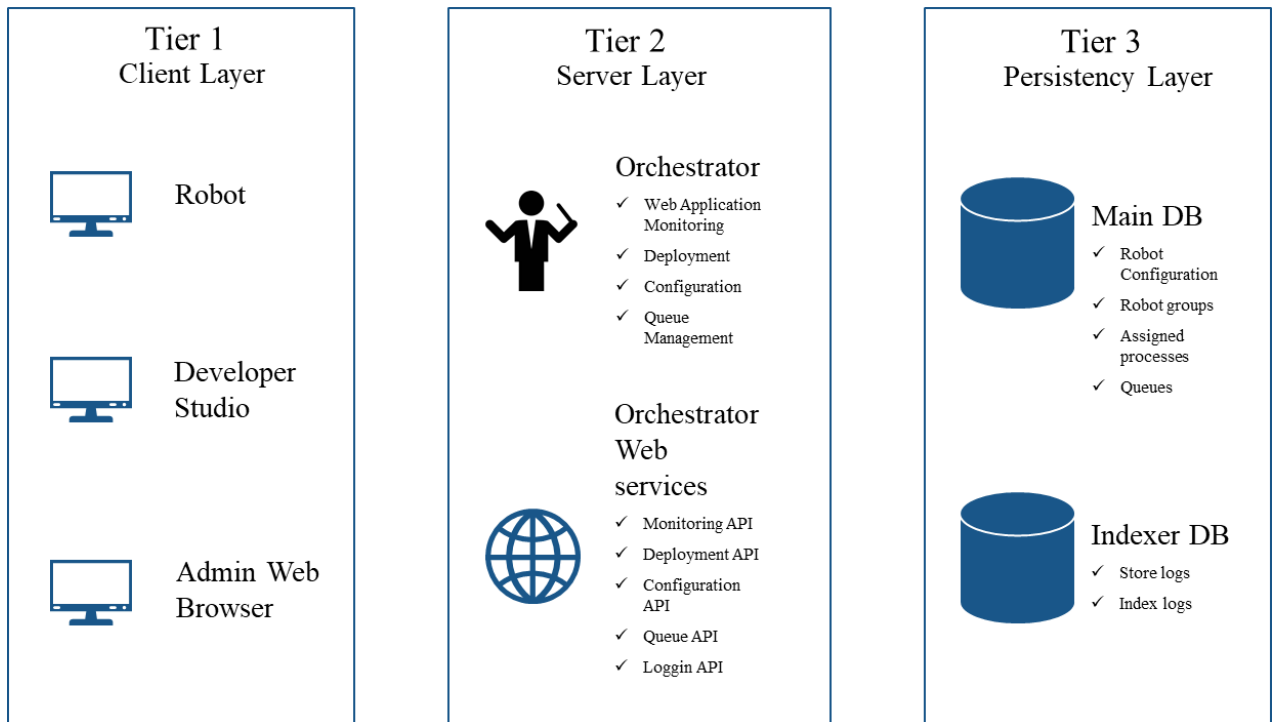 Tier 1
Client Layer
Robot
Developer
Studio
Admin Web
Browser
Tier 2
Server Layer
Orchestrator
✓ Web Application
Monitoring
✓ Deployment
✓ Configuration
✓ Queue
Management
Orchestrator
Web
services
✓ Monitoring API
✓ Deployment API
✓ Configuration
API
✓ Queue API
✓ Loggin API
Tier 3
Persistency Layer
Main DB
✓ Robot
Configuration
✓ Robot groups
✓ Assigned
processes
✓ Queues
Indexer DB
✓ Store logs
✓ Index logs